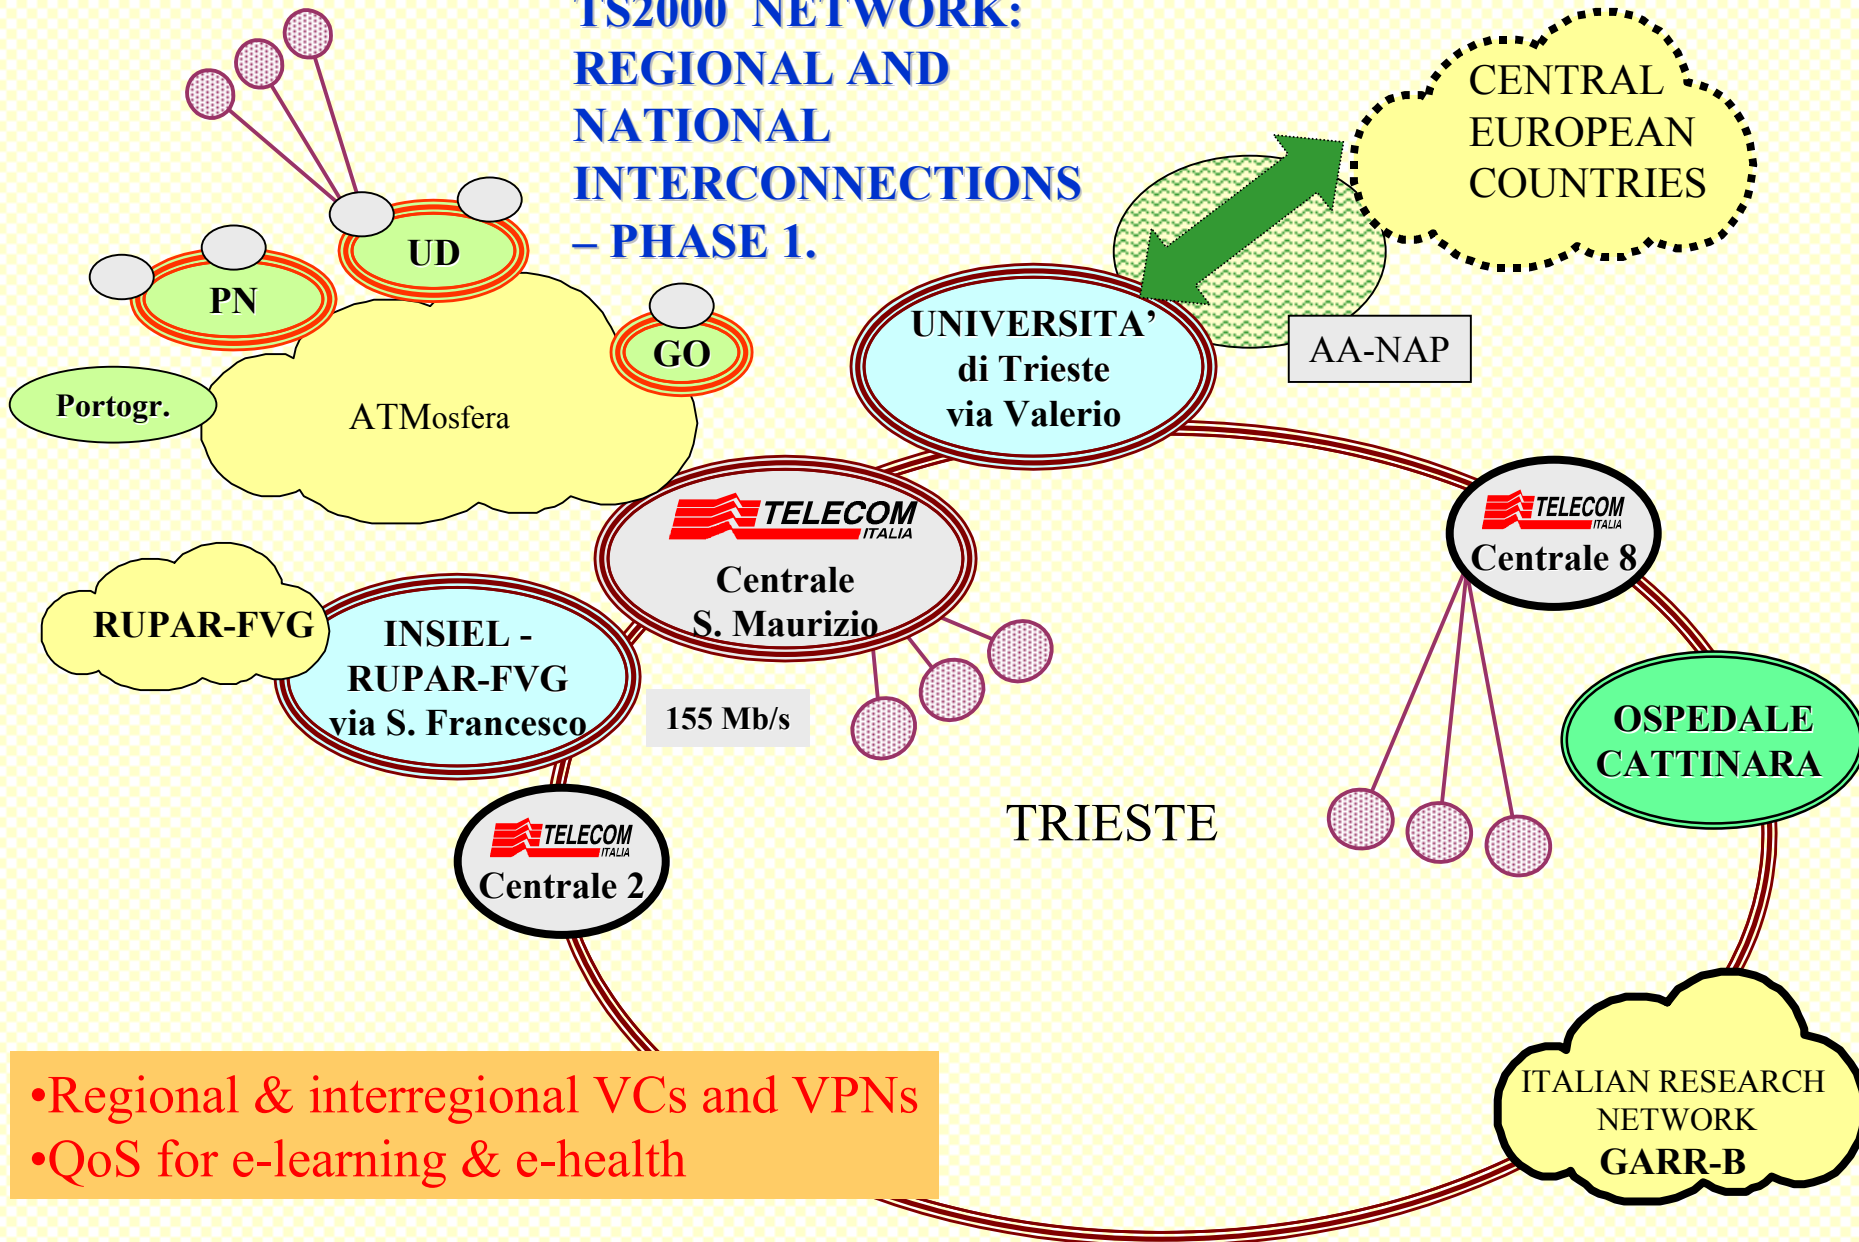 TS2000 NETWORK:
REGIONAL AND
NATIONAL
INTERCONNECTIONS
– PHASE 1.
CENTRAL
EUROPEAN
COUNTRIES
UD
PN
GO
Portogr.
ATMosfera
UNIVERSITA’
di Trieste
via Valerio
AA-NAP
TELECOM
ITALIA
Centrale
S. Maurizio
TELECOM
ITALIA
Centrale 8
RUPAR-FVG
INSIEL -
RUPAR-FVG
via S. Francesco
155 Mb/s
OSPEDALE
CATTINARA
TRIESTE
TELECOM
ITALIA
Centrale 2
ITALIAN RESEARCH
NETWORK
GARR-B
•Regional & interregional VCs and VPNs
•QoS for e-learning & e-health